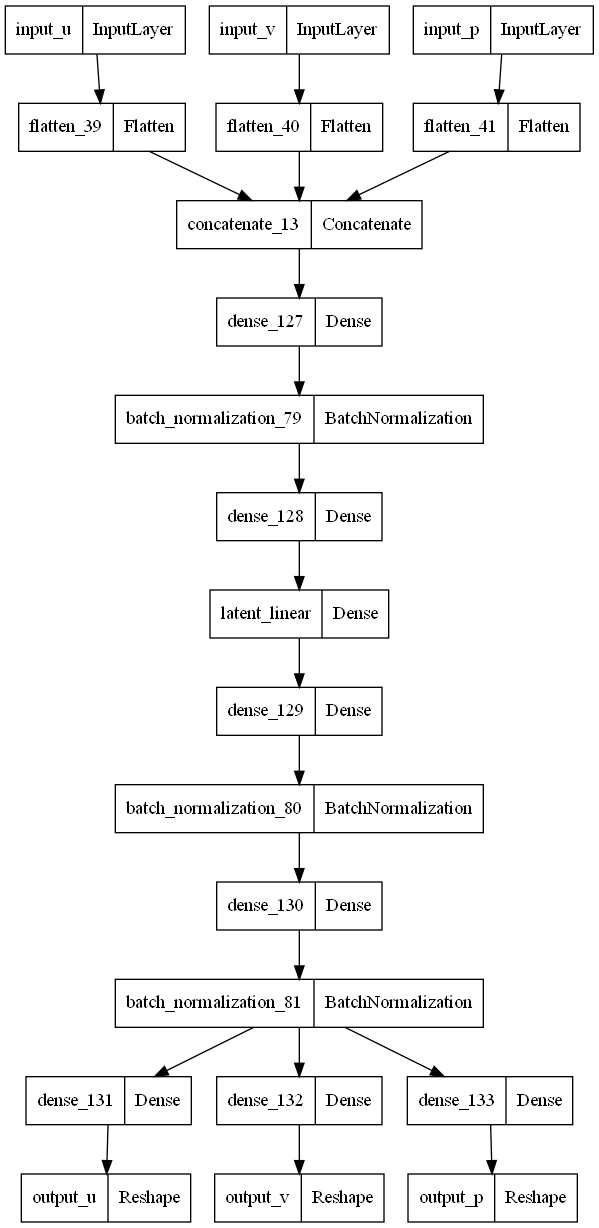 input_u InputLayer input_v InputLayer input_p InputLayer
flatten_39 Flatten flatten_40 Flatten flatten_41 Flatten
concatenate_13 Concatenate
dense_127 Dense
batch_normalization_79 BatchNormalization
dense_128 Dense
latent_linear Dense
dense_129 Dense
batch_normalization_80 BatchNormalization
dense_130 Dense
batch_normalization_81 BatchNormalization
dense_131 Dense dense_132 Dense dense_133 Dense
output_u Reshape output_v Reshape output_p Reshape